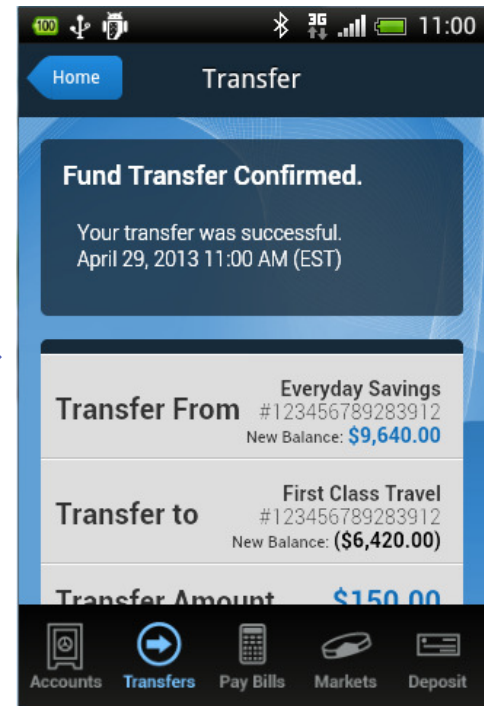 100 3G 11:00
Home Transfer
Fund Transfer Confirmed.
Your transfer was successful.
April 29, 2013 11:00 AM (EST)
Everyday Savings
Transfer From #123456789283912
New Balance: $9,640.00
First Class Travel
Transfer to #123456789283912
New Balance: ($6,420.00)
Transfer Amount $150.00
Accounts Transfers Pay Bills Markets Deposit